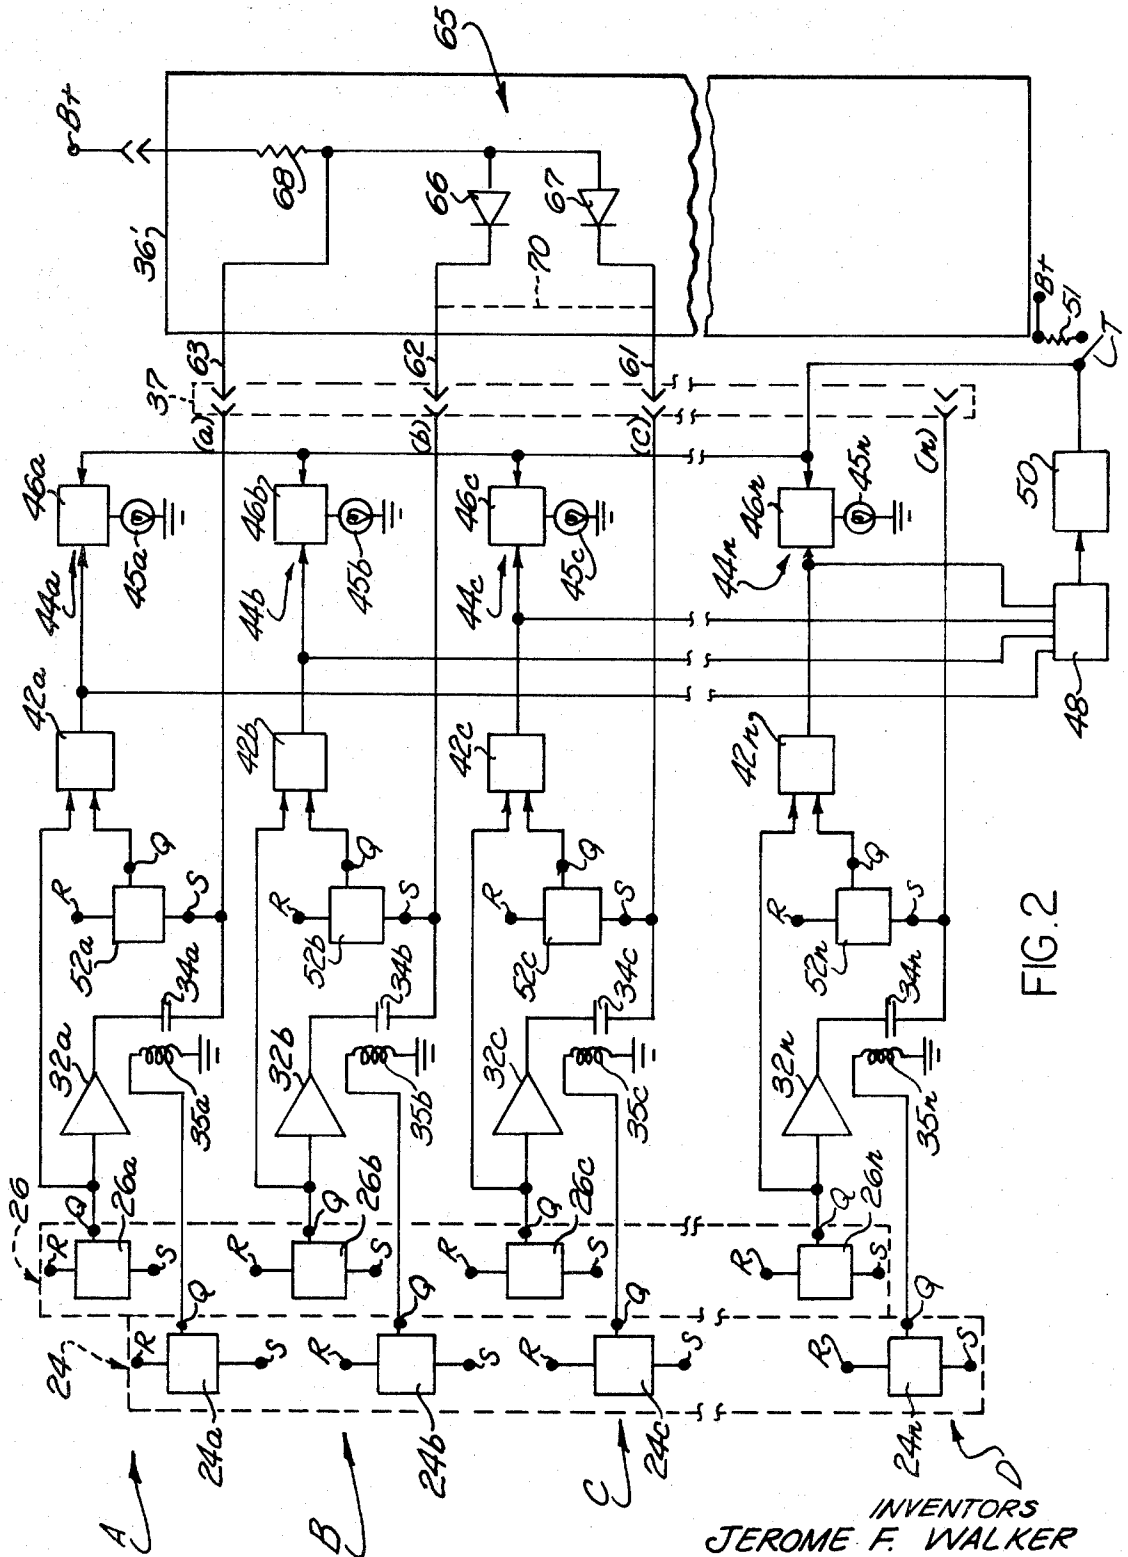 65
B+
36'
68
66
67
70
B+
51
T
37
63
62
61
(a)
(b)
(c)
(n)
46a
44a
45a
46b
44b
45b
46c
44c
45c
46n
44n
45n
50
48
42a
42b
42c
42n
R
Q
S
52a
34a
R
Q
S
52b
34b
R
Q
S
52c
34c
R
Q
S
52n
34n
32a
35a
32b
35b
32c
35c
32n
35n
26
R
Q
S
26a
R
Q
S
26b
R
Q
S
26c
R
Q
S
26n
24
R
Q
S
24a
R
Q
S
24b
R
Q
S
24c
R
Q
S
24n
A
B
C
D
FIG. 2
INVENTORS
JEROME F. WALKER